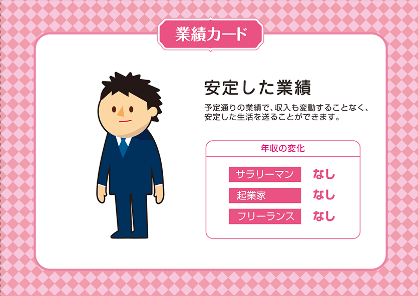 業績カード
安定した業績
予定通りの業績で、収入も変動することなく、
安定した生活を送ることができます。
年収の変化
サラリーマン なし
起業家 なし
フリーランス なし